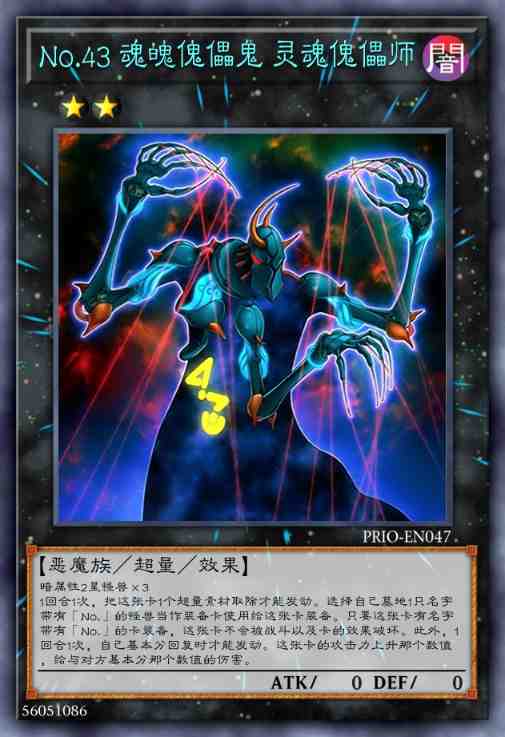 No.43 魂魄傀儡鬼 灵魂傀儡师
闇
43
PRIO-EN047
【恶魔族／超量／效果】
暗属性2星怪兽×3
1回合1次，把这张卡1个超量素材取除才能发动。选择自己墓地1只名字
带有「No.」的怪兽当作装备卡使用给这张卡装备。只要这张卡有名字
带有「No.」的卡装备，这张卡不会被战斗以及卡的效果破坏。此外，1
回合1次，自己基本分回复时才能发动。这张卡的攻击力上升那个数值
，给与对方基本分那个数值的伤害。
ATK/ 0 DEF/ 0
56051086